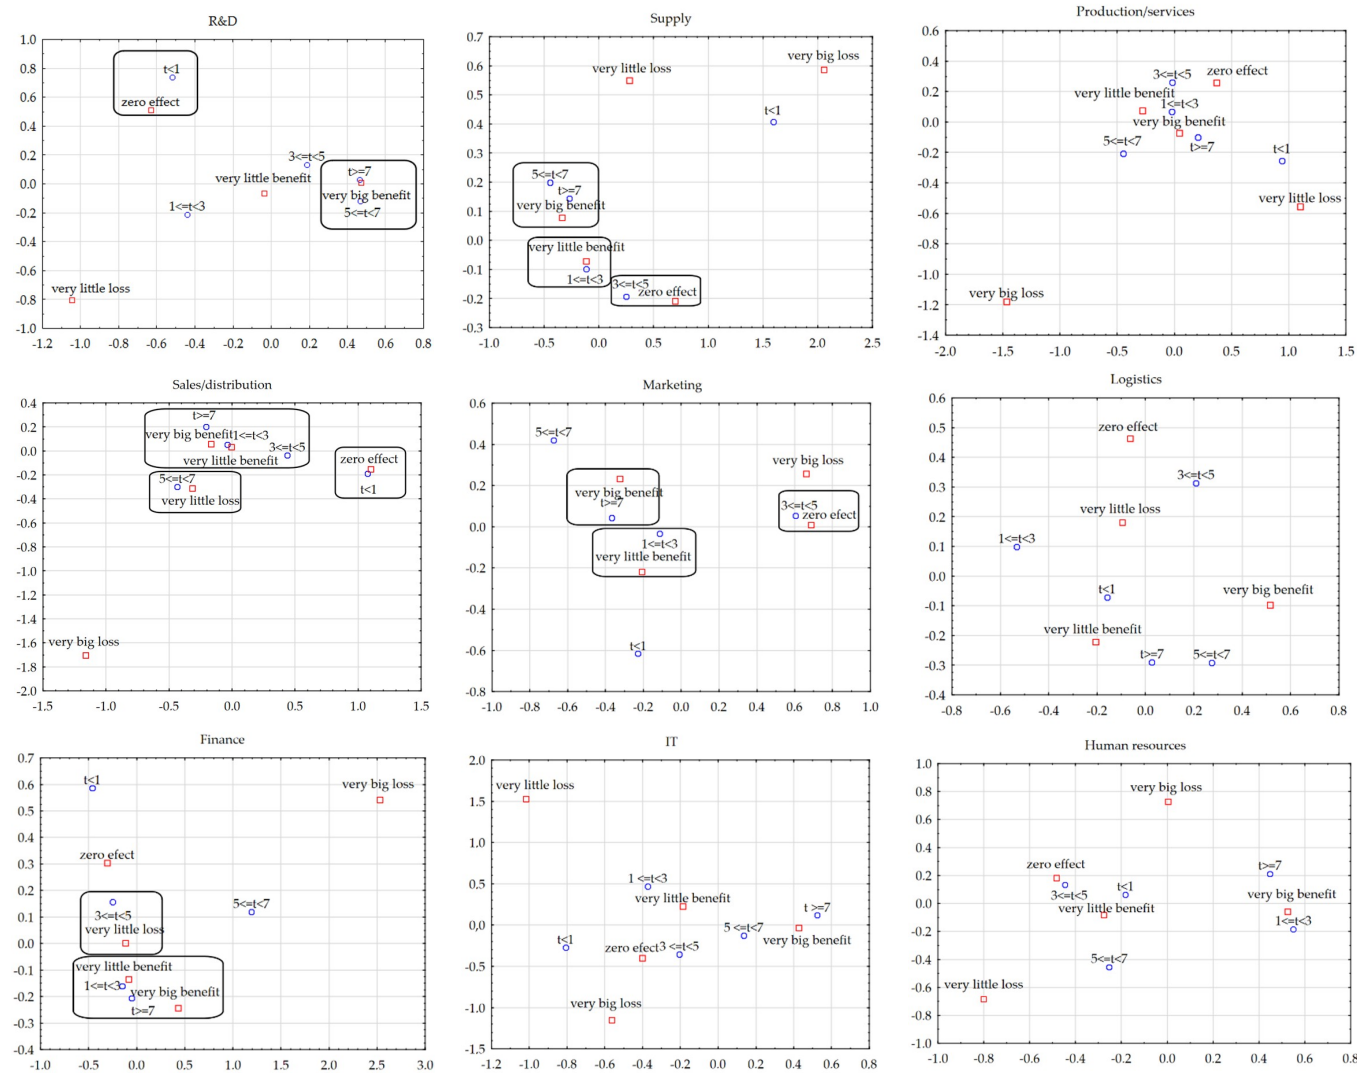 R&D
1.0
0.8
0.6
0.4
0.2
0.0
-0.2
-0.4
-0.6
-0.8
-1.0
-1.2 -1.0 -0.8 -0.6 -0.4 -0.2 0.0 0.2 0.4 0.6 0.8
t<1
zero effect
3<=t<5
t>=7
very little benefit
very big benefit
1<=t<3
5<=t<7
very little loss
Supply
0.7
0.6
0.5
0.4
0.3
0.2
0.1
0.0
-0.1
-0.2
-0.3
-1.0 -0.5 0.0 0.5 1.0 1.5 2.0 2.5
very big loss
very little loss
t<1
5<=t<7
t>=7
very big benefit
very little benefit
1<=t<3
3<=t<5
zero effect
Production/services
0.6
0.4
0.2
0.0
-0.2
-0.4
-0.6
-0.8
-1.0
-1.2
-1.4
-2.0 -1.5 -1.0 -0.5 0.0 0.5 1.0 1.5
3<=t<5
zero effect
very little benefit
1<=t<3
very big benefit
5<=t<7
t>=7
t<1
very little loss
very big loss
Sales/distribution
0.4
0.2
0.0
-0.2
-0.4
-0.6
-0.8
-1.0
-1.2
-1.4
-1.6
-1.8
-2.0
-1.5 -1.0 -0.5 0.0 0.5 1.0 1.5
t>=7
very big benefit
1<=t<3
3<=t<5
very little benefit
zero effect
t<1
5<=t<7
very little loss
very big loss
Marketing
0.6
0.4
0.2
0.0
-0.2
-0.4
-0.6
-0.8
-1.0 -0.8 -0.6 -0.4 -0.2 0.0 0.2 0.4 0.6 0.8 1.0
5<=t<7
very big loss
very big benefit
t>=7
3<=t<5
zero efect
1<=t<3
very little benefit
t<1
Logistics
0.6
0.5
0.4
0.3
0.2
0.1
0.0
-0.1
-0.2
-0.3
-0.4
-0.8 -0.6 -0.4 -0.2 0.0 0.2 0.4 0.6 0.8
zero effect
3<=t<5
very little loss
1<=t<3
t<1
very big benefit
very little benefit
t>=7
5<=t<7
Finance
0.7
0.6
0.5
0.4
0.3
0.2
0.1
0.0
-0.1
-0.2
-0.3
-0.4
-1.0 -0.5 0.0 0.5 1.0 1.5 2.0 2.5 3.0
t<1
very big loss
zero efect
5<=t<7
3<=t<5
very little loss
very little benefit
1<=t<3
very big benefit
t>=7
IT
2.0
1.5
1.0
0.5
0.0
-0.5
-1.0
-1.5
-1.0 -0.8 -0.6 -0.4 -0.2 0.0 0.2 0.4 0.6 0.8
very little loss
1 <=t<3
very little benefit
t >=7
5 <=t<7
very big benefit
t<1
zero efect
3 <=t<5
very big loss
Human resources
1.0
0.8
0.6
0.4
0.2
0.0
-0.2
-0.4
-0.6
-0.8
-1.0
-1.0 -0.8 -0.6 -0.4 -0.2 0.0 0.2 0.4 0.6 0.8
very big loss
zero effect
t>=7
3<=t<5
t<1
very big benefit
very little benefit
1<=t<3
5<=t<7
very little loss